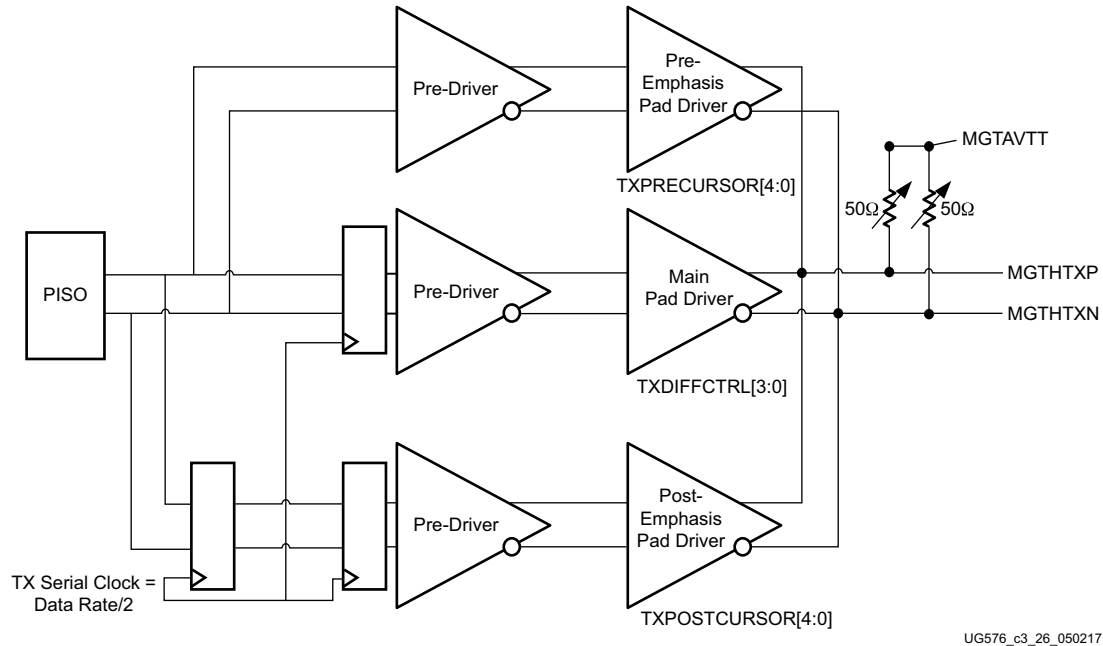 Pre-Driver
Pre-
Emphasis
Pad Driver
MGTAVTT
TXPRECURSOR[4:0]
50Ω
50Ω
PISO
Pre-Driver
Main
Pad Driver
MGTHTXP
MGTHTXN
TXDIFFCTRL[3:0]
Pre-Driver
Post-
Emphasis
Pad Driver
TX Serial Clock =
Data Rate/2
TXPOSTCURSOR[4:0]
UG576_c3_26_050217